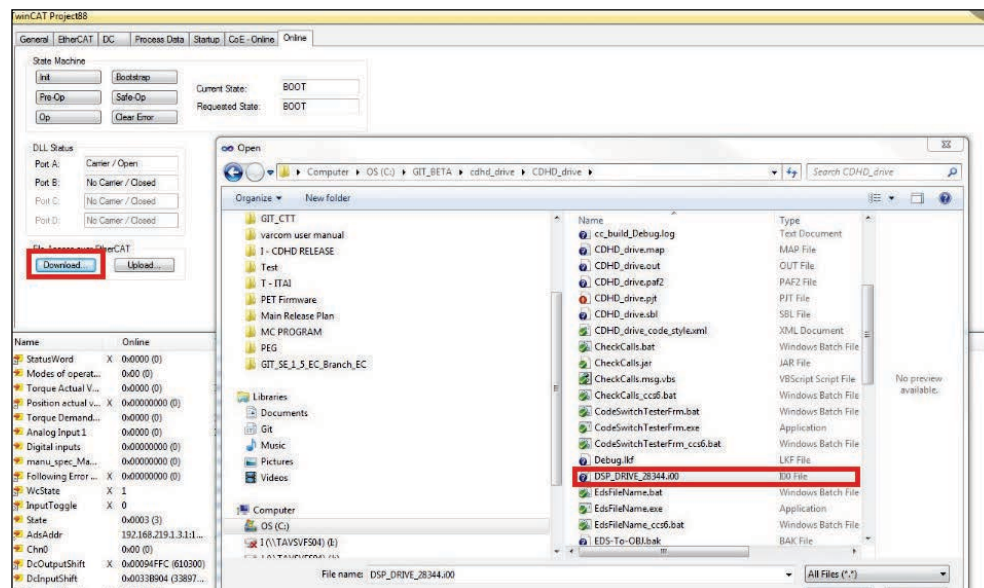 winCAT Project88
General EtherCAT DC Process Data Startup CoE - Online Online
State Machine
Init Bootstrap
Pre-Op Safe-Op
Op Clear Error
Current State: BOOT
Requested State: BOOT
DLL Status
Port A: Carrier / Open
Port B: No Carrier / Closed
Port C: No Carrier / Closed
Port D: No Carrier / Closed
File Access over EtherCAT
Download... Upload...
Name Online
StatusWord X 0x0000 (0)
Modes of operat... 0x00 (0)
Torque Actual V... 0x0000 (0)
Position actual v... X 0x00000000 (0)
Torque Demand... 0x0000 (0)
Analog Input 1 0x0000 (0)
Digital inputs 0x00000000 (0)
manu_spec_Ma... 0x00000000 (0)
Following Error ... X 0x00000000 (0)
WcState X 1
InputToggle X 0
State 0x0003 (3)
AdsAddr 192.168.219.1.3.1:1...
Chn0 0x00 (0)
DcOutputShift X 0x00094FFC (610300)
DcInputShift 0x0033B904 (33897...
Open
Computer OS (C:) GIT_BETA cdhd_drive CDHD_drive
Search CDHD_drive
Organize New folder
GIT_CTT
varcom user manual
1 - CDHD RELEASE
Test
T - ITAI
PET Firmware
Main Release Plan
MC PROGRAM
PEG
GIT_SE_1_5_EC_Branch_EC
Libraries
Documents
Git
Music
Pictures
Videos
Computer
OS (C:)
I (\\TAVSVFS04) (I:)
Name Type
cc_build_Debug.log Text Document
CDHD_drive.map MAP File
CDHD_drive.out OUT File
CDHD_drive.paf2 PAF2 File
CDHD_drive.pjt PJT File
CDHD_drive.sbl SBL File
CDHD_drive_code_style.xml XML Document
CheckCalls.bat Windows Batch File
CheckCalls.jar JAR File
CheckCalls.msg.vbs VBScript Script File
CheckCalls_ccs6.bat Windows Batch File
CodeSwitchTesterFrm.bat Windows Batch File
CodeSwitchTesterFrm.exe Application
CodeSwitchTesterFrm_ccs6.bat Windows Batch File
Debug.lkf LKF File
DSP_DRIVE_28344.i00 I00 File
EdsFileName.bat Windows Batch File
EdsFileName.exe Application
EdsFileName_ccs6.bat Windows Batch File
EDS-To-OBJ.bak BAK File
No preview
available.
File name: DSP_DRIVE_28344.i00 All Files (*.*)